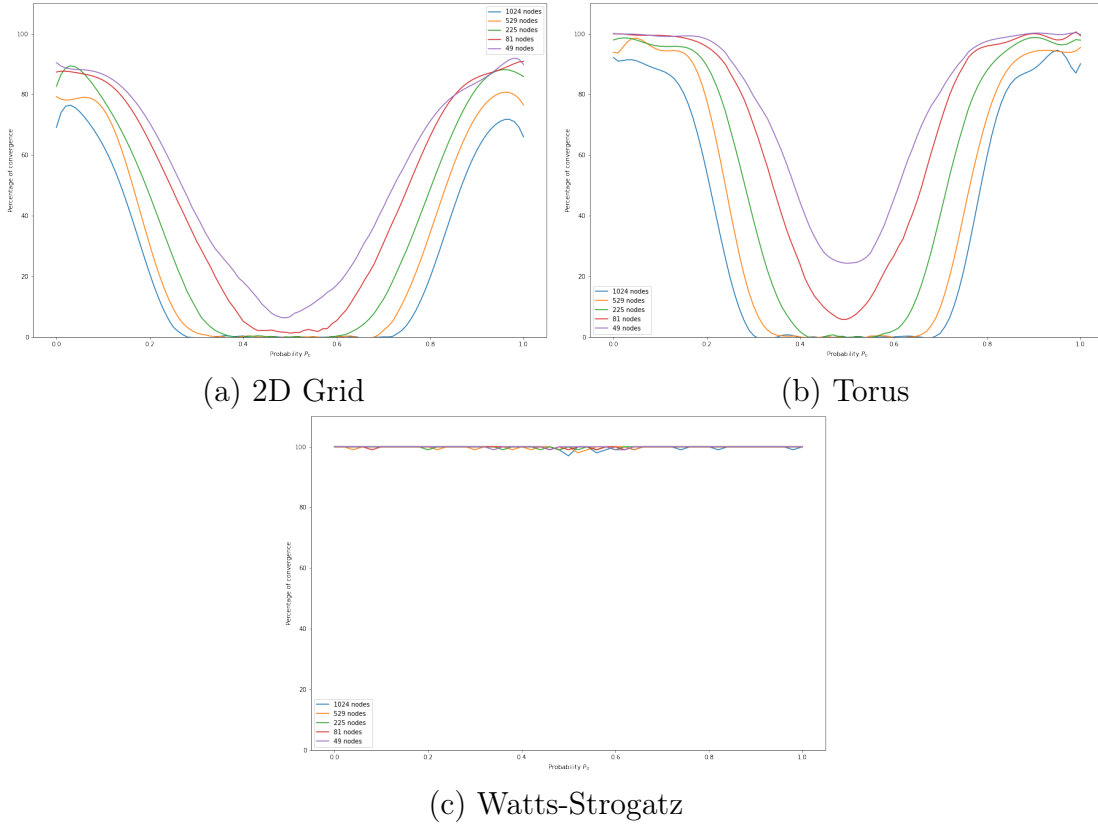 Percentage of convergence
100
80
60
40
20
0
1024 nodes
529 nodes
225 nodes
81 nodes
49 nodes
0.0 0.2 0.4 0.6 0.8 1.0
Probability P₀
(a) 2D Grid
Percentage of convergence
100
80
60
40
20
0
1024 nodes
529 nodes
225 nodes
81 nodes
49 nodes
0.0 0.2 0.4 0.6 0.8 1.0
Probability P₀
(b) Torus
Percentage of convergence
100
80
60
40
20
0
1024 nodes
529 nodes
225 nodes
81 nodes
49 nodes
0.0 0.2 0.4 0.6 0.8 1.0
Probability P₀
(c) Watts-Strogatz